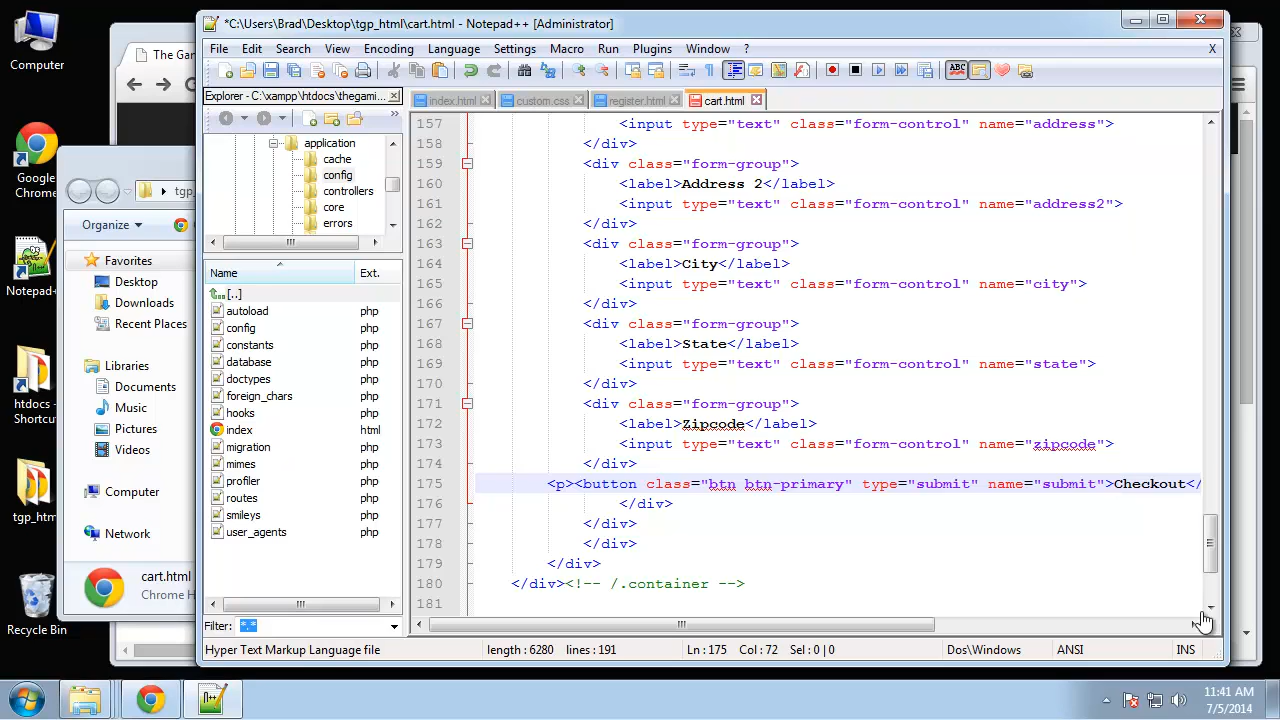 Computer
Google
Chrome
Notepad+
htdocs -
Shortcut
tgp_htm
Recycle Bin
The Gam
tgp_
Organize
Favorites
Desktop
Downloads
Recent Places
Libraries
Documents
Music
Pictures
Videos
Computer
Network
cart.html
Chrome H
*C:\Users\Brad\Desktop\tgp_html\cart.html - Notepad++ [Administrator]
File Edit Search View Encoding Language Settings Macro Run Plugins Window ? X
ABC
Explorer - C:\xampp\htdocs\thegami...
application
cache
config
controllers
core
errors
Name Ext.
[..]
autoload php
config php
constants php
database php
doctypes php
foreign_chars php
hooks php
index html
migration php
mimes php
profiler php
routes php
smileys php
user_agents php
Filter: *.*
index.html custom.css register.html cart.html
157 <input type="text" class="form-control" name="address">
158 </div>
159 <div class="form-group">
160 <label>Address 2</label>
161 <input type="text" class="form-control" name="address2">
162 </div>
163 <div class="form-group">
164 <label>City</label>
165 <input type="text" class="form-control" name="city">
166 </div>
167 <div class="form-group">
168 <label>State</label>
169 <input type="text" class="form-control" name="state">
170 </div>
171 <div class="form-group">
172 <label>Zipcode</label>
173 <input type="text" class="form-control" name="zipcode">
174 </div>
175 <p><button class="btn btn-primary" type="submit" name="submit">Checkout</
176 </div>
177 </div>
178 </div>
179 </div>
180 </div><!-- /.container -->
181
Hyper Text Markup Language file length : 6280 lines : 191 Ln : 175 Col : 72 Sel : 0 | 0 Dos\Windows ANSI INS
11:41 AM
7/5/2014